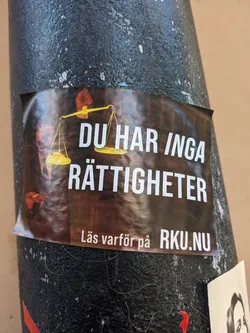 DU HAR INGA
RÄTTIGHETER
Läs varför på RKU.NU